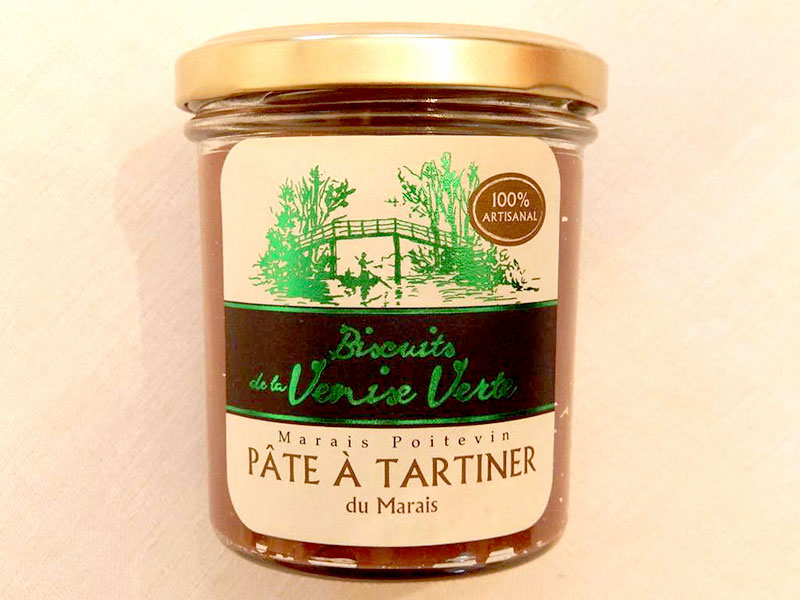 100%
ARTISANAL
Biscuits
de la Venise Verte
Marais Poitevin
PÂTE À TARTINER
du Marais